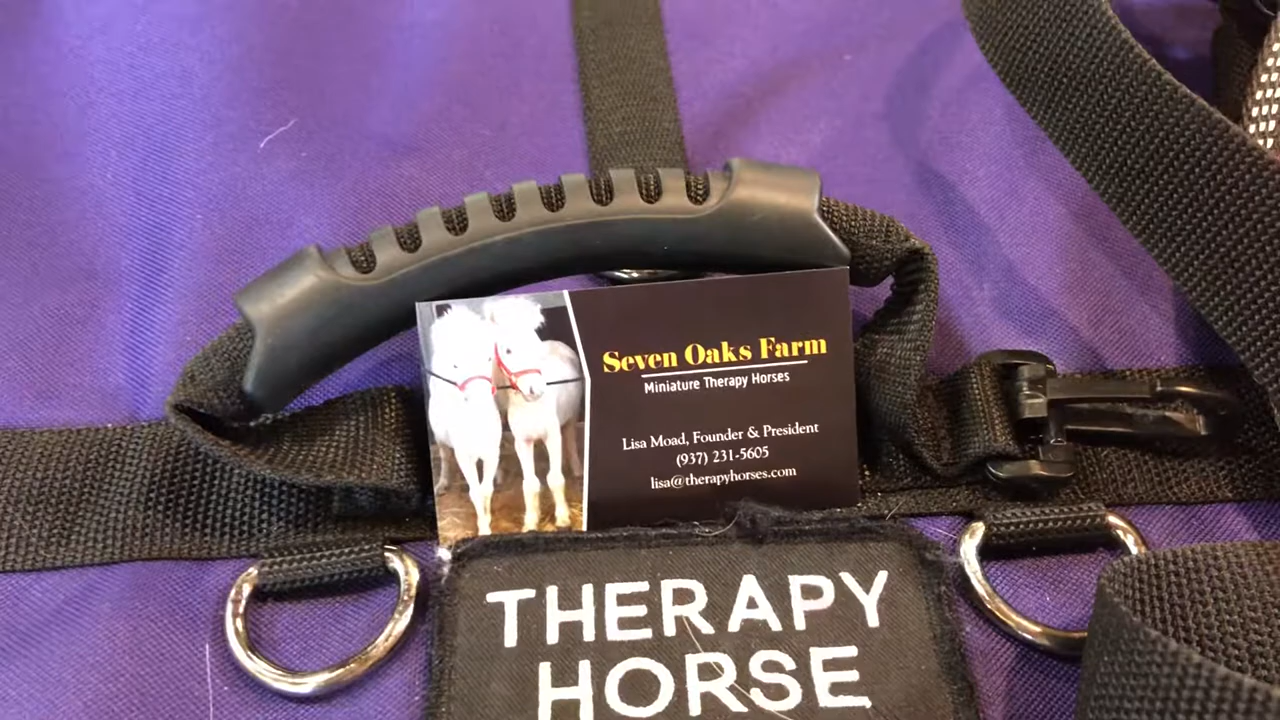 Seven Oaks Farm
Miniature Therapy Horses
Lisa Moad, Founder & President
(937) 231-5605
lisa@therapyhorses.com
THERAPY
HORSE